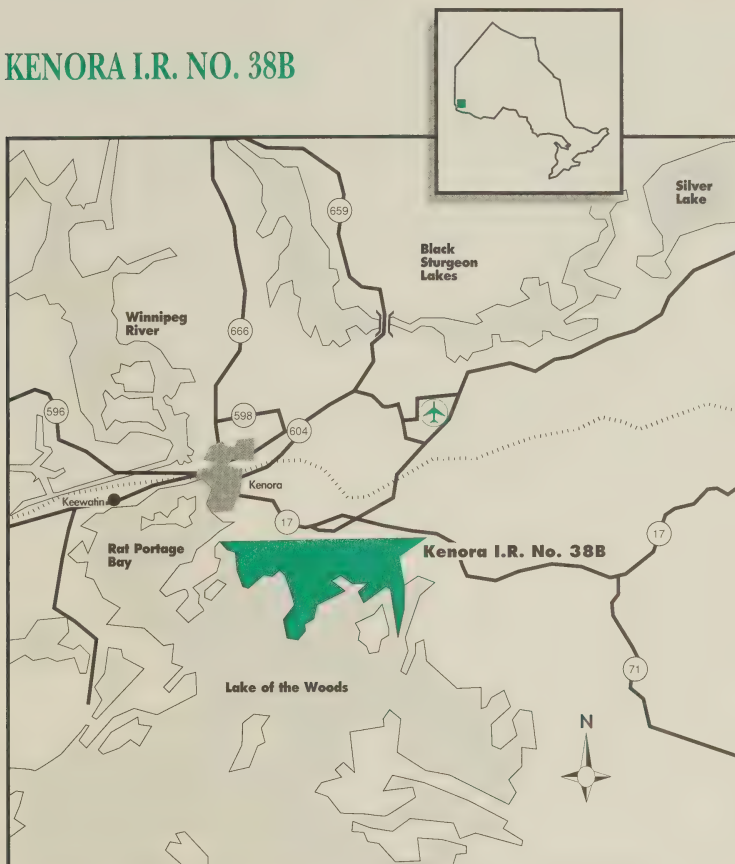 KENORA I.R. NO. 38B
Silver
Lake
659
Black
Sturgeon
Lakes
Winnipeg
River
666
596
598
604
Keewatin
Kenora
17
Rat Portage
Bay
Kenora I.R. No. 38B
17
Lake of the Woods
71
N